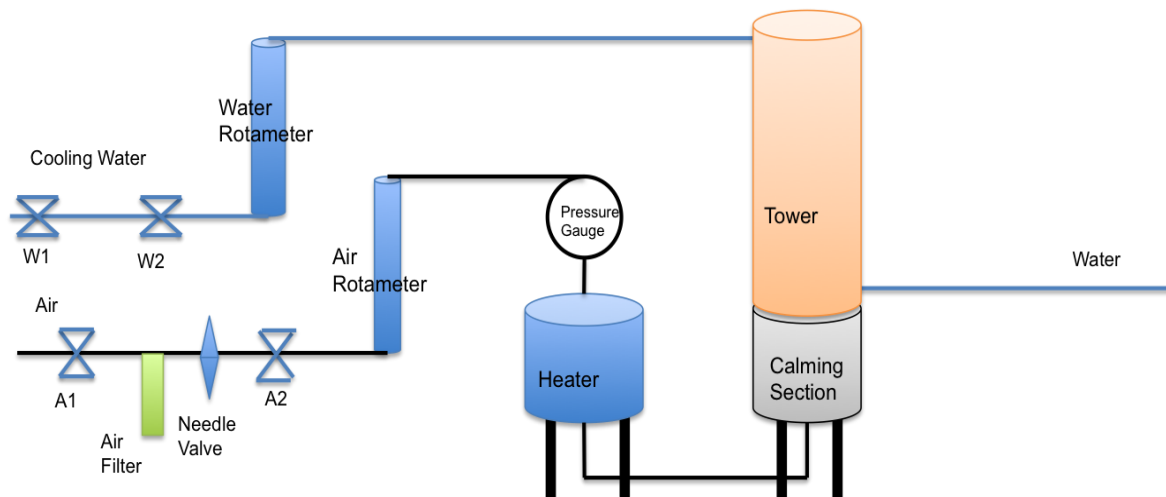 Water
Rotameter
Cooling Water
W1
W2
Air
Rotameter
Pressure
Gauge
Tower
Water
Air
A1
Air
Filter
Needle
Valve
A2
Heater
Calming
Section